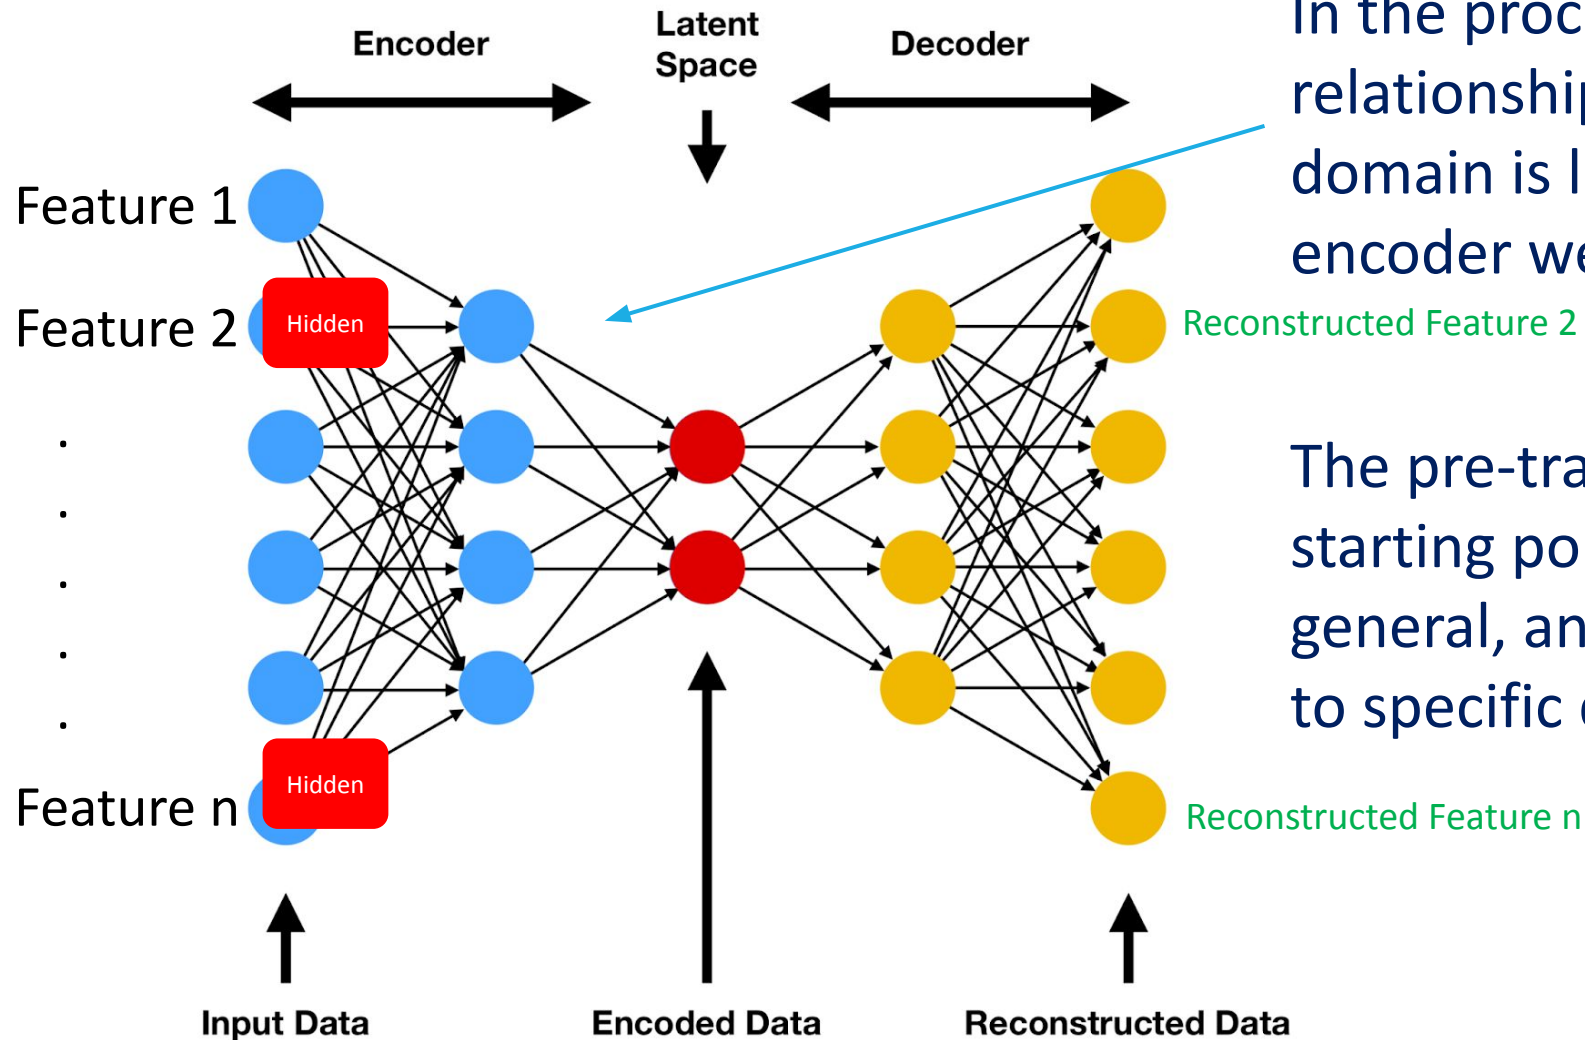 Encoder
Latent
Space
Decoder
In the proc
relationship
domain is l
encoder we
Feature 1
Feature 2
Hidden
Reconstructed Feature 2
.
.
.
.
.
The pre-tra
starting po
general, an
to specific
Feature n
Hidden
Reconstructed Feature n
Input Data
Encoded Data
Reconstructed Data